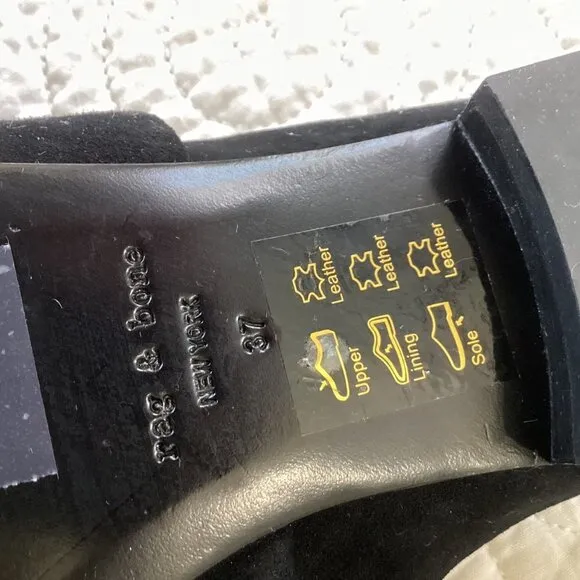 rag & bone
NEW YORK
37
Upper Leather
Lining Leather
Sole Leather